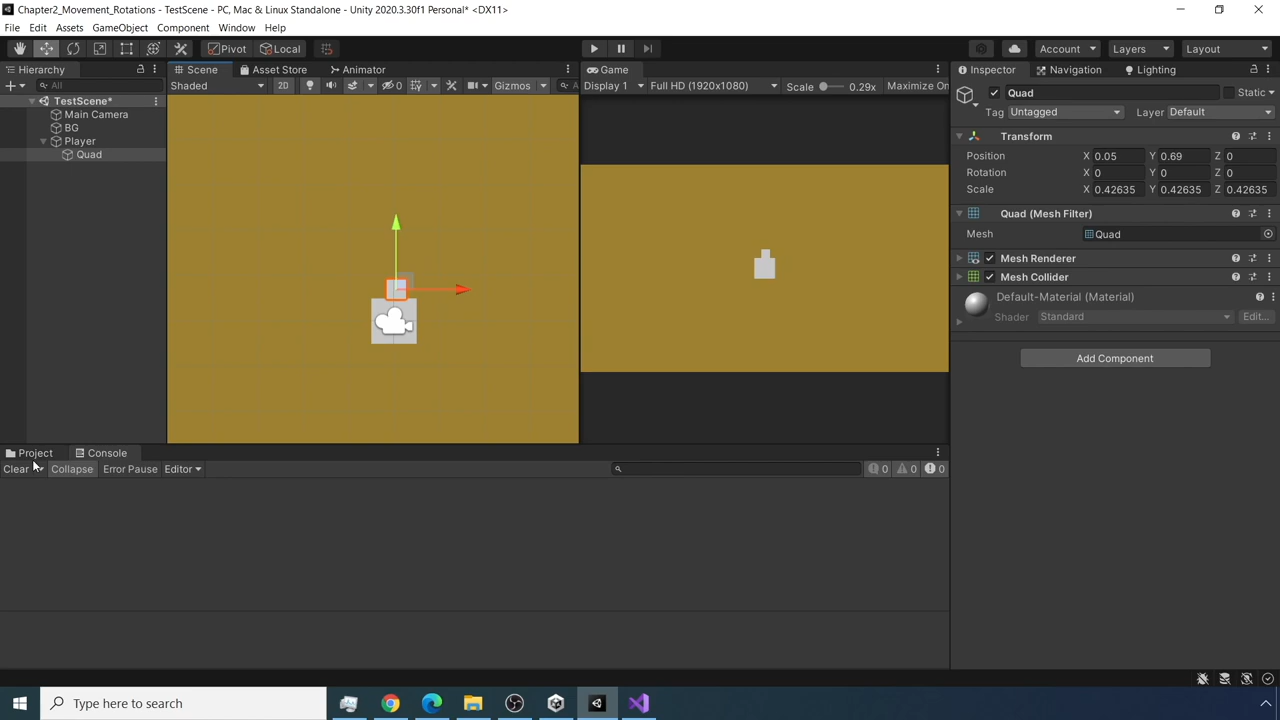 Chapter2_Movement_Rotations - TestScene - PC, Mac & Linux Standalone - Unity 2020.3.30f1 Personal* <DX11>
File Edit Assets GameObject Component Window Help
Pivot Local Account Layers Layout
Hierarchy Scene Asset Store Animator Game Inspector Navigation Lighting
All Shaded 2D 0 Gizmos A Display 1 Full HD (1920x1080) Scale 0.29x Maximize On
Quad Static
TestScene*
Main Camera
BG
Player
Quad
Tag Untagged Layer Default
Transform
Position X 0.05 Y 0.69 Z 0
Rotation X 0 Y 0 Z 0
Scale X 0.42635 Y 0.42635 Z 0.42635
Quad (Mesh Filter)
Mesh Quad
Mesh Renderer
Mesh Collider
Default-Material (Material)
Shader Standard Edit...
Add Component
Project Console
Clear Collapse Error Pause Editor 0 0 0
Type here to search